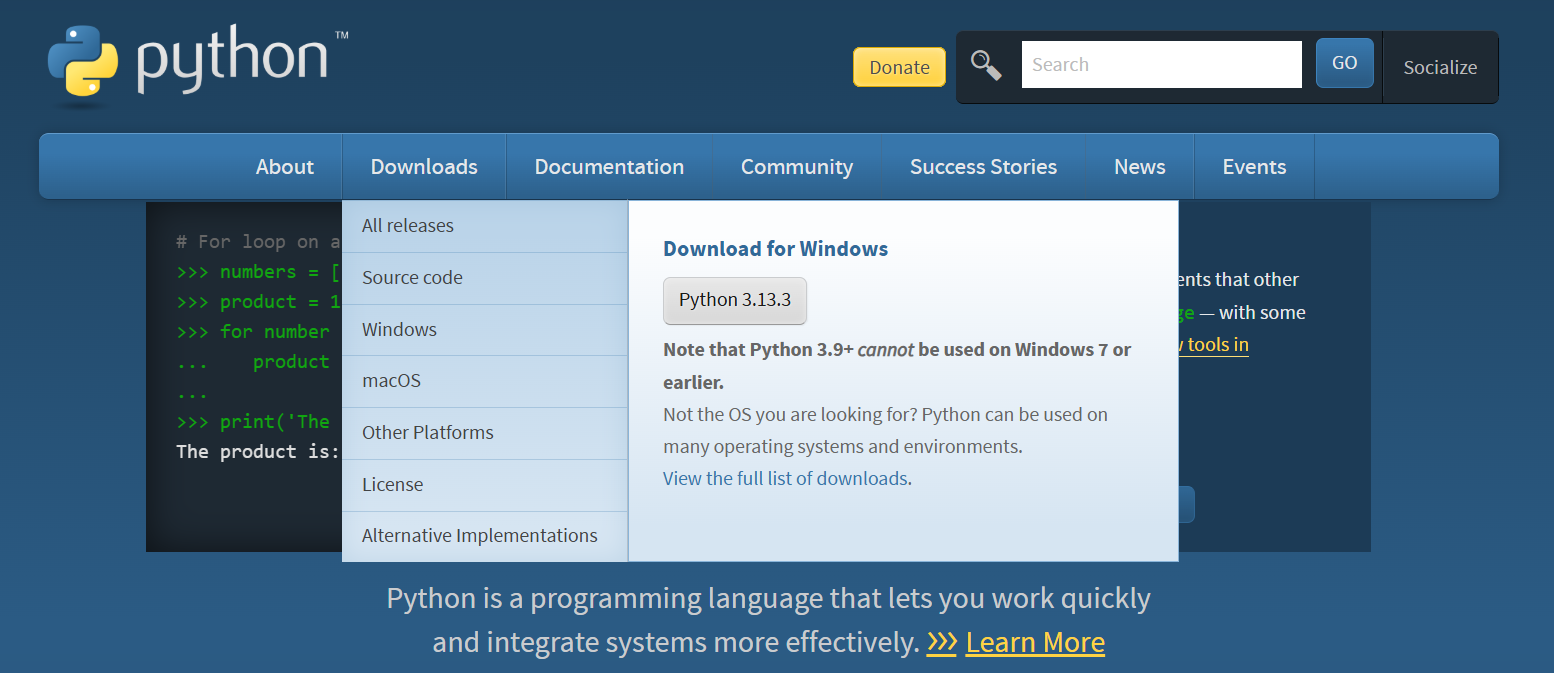 python™
Donate
Search
GO
Socialize
About
Downloads
Documentation
Community
Success Stories
News
Events
# For loop on a
>>> numbers = [
>>> product = 1
>>> for number
... product
...
>>> print('The
The product is:
All releases
Source code
Windows
macOS
Other Platforms
License
Alternative Implementations
Download for Windows
Python 3.13.3
Note that Python 3.9+ cannot be used on Windows 7 or
earlier.
Not the OS you are looking for? Python can be used on
many operating systems and environments.
View the full list of downloads.
that other
— with some
tools in
Python is a programming language that lets you work quickly
and integrate systems more effectively. >>> Learn More